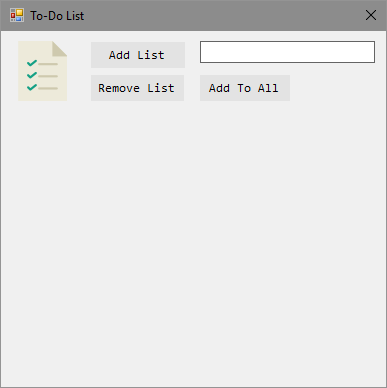 To-Do List
Add List
Remove List
Add To All